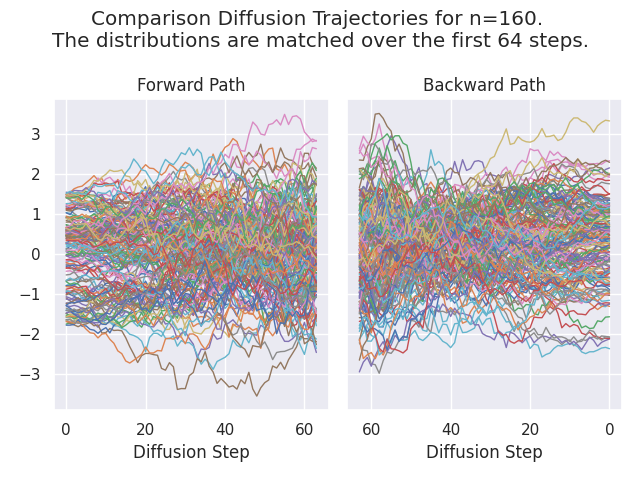 Comparison Diffusion Trajectories for n=160.
The distributions are matched over the first 64 steps.
Forward Path
Backward Path
3
2
1
0
−1
−2
−3
0 20 40 60
60 40 20 0
Diffusion Step
Diffusion Step